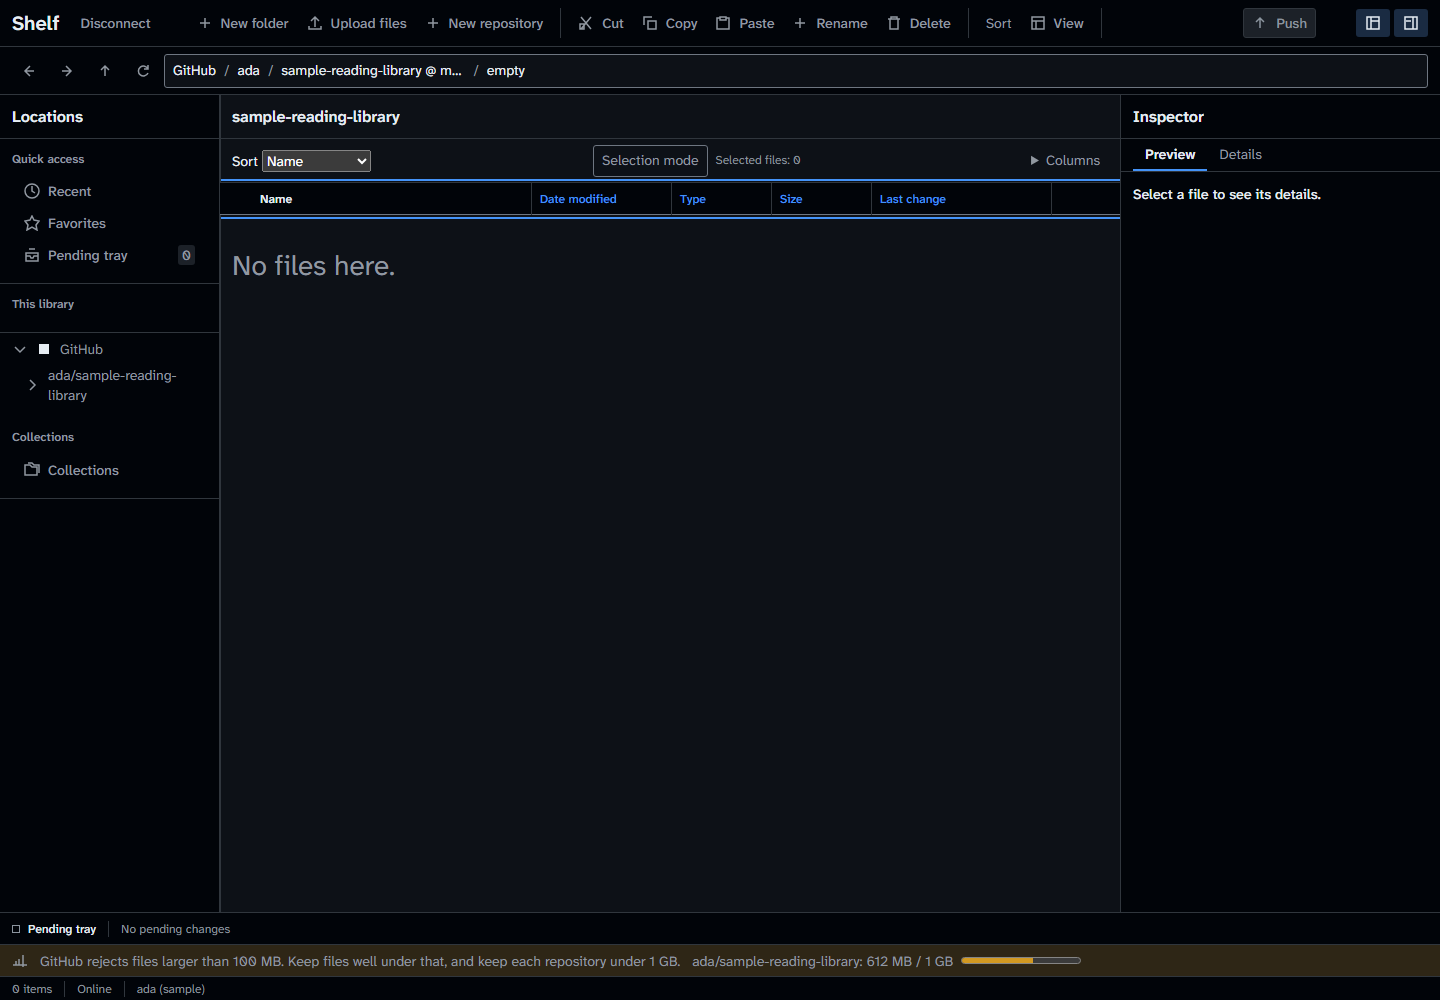 Shelf Disconnect New folder Upload files New repository Cut Copy Paste Rename Delete Sort View Push
GitHub / ada / sample-reading-library @ m... / empty
Locations
Quick access
Recent
Favorites
Pending tray 0
This library
GitHub
ada/sample-reading-
library
Collections
Collections
sample-reading-library
Sort Name Selection mode Selected files: 0 Columns
Name Date modified Type Size Last change
No files here.
Inspector
Preview Details
Select a file to see its details.
Pending tray No pending changes
GitHub rejects files larger than 100 MB. Keep files well under that, and keep each repository under 1 GB. ada/sample-reading-library: 612 MB / 1 GB
0 items Online ada (sample)